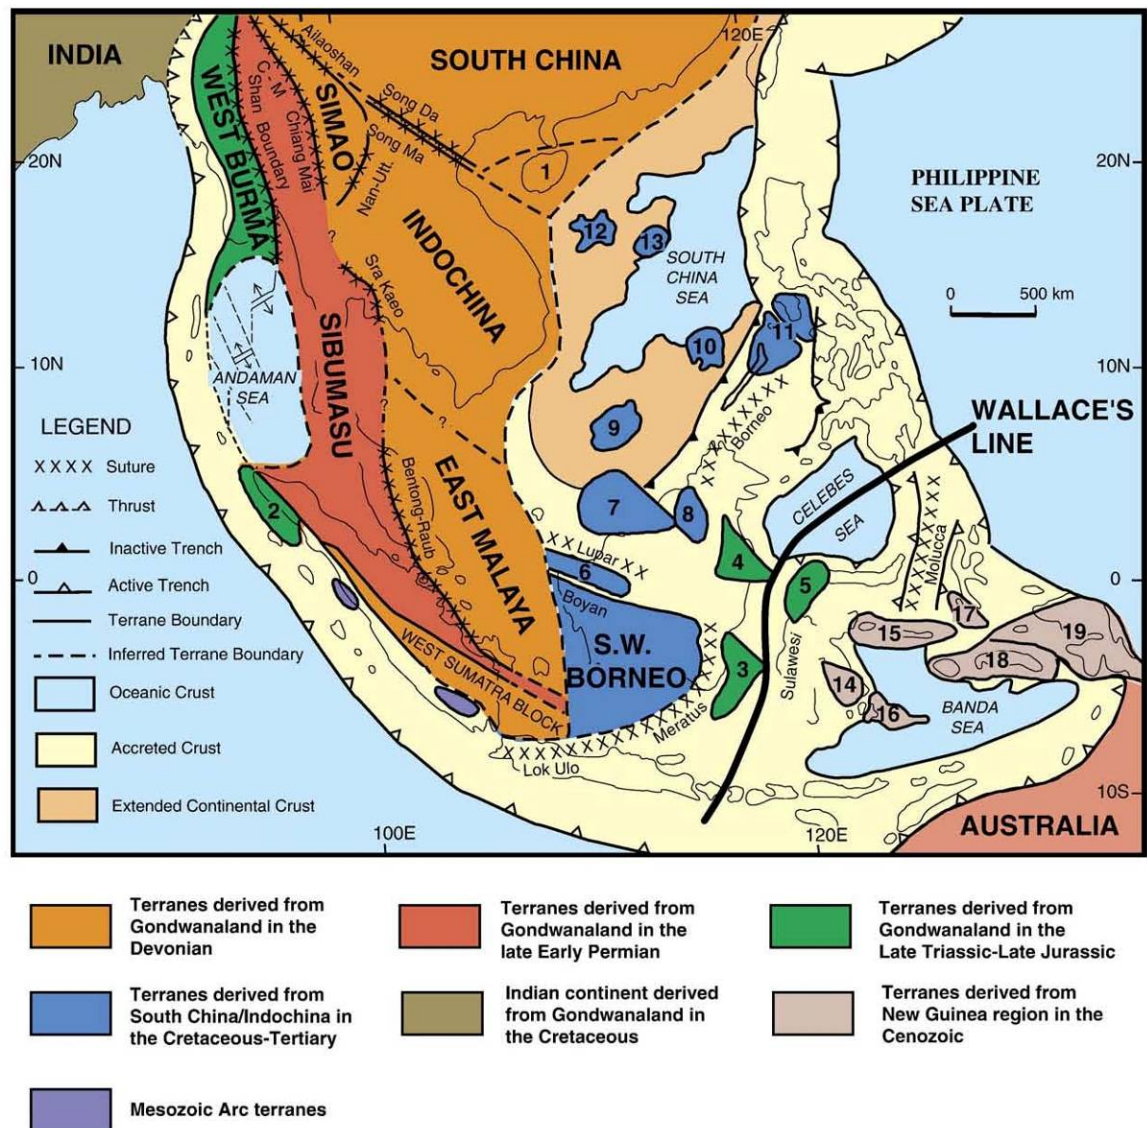 INDIA
SOUTH CHINA
120E
Ailaoshan
Song Da
Song Ma
SIMAO
C - M
Chiang Mai
Shan Boundary
WEST BURMA
Nan-Utt.
20N
20N
1
PHILIPPINE
SEA PLATE
12
13
SOUTH
CHINA
SEA
INDOCHINA
?
Sra Kaeo
0
500 km
11
10
10N
10N
ANDAMAN
SEA
SIBUMASU
?
?
9
Borneo
WALLACE'S
LINE
LEGEND
XXXX Suture
Thrust
Inactive Trench
Active Trench
Terrane Boundary
Inferred Terrane Boundary
Oceanic Crust
Accreted Crust
Extended Continental Crust
2
Bentong-Raub
EAST MALAYA
7
8
CELEBES
SEA
Molucca
Lupar
6
Boyan
4
5
0
0
S.W.
BORNEO
WEST SUMATRA BLOCK
Meratus
3
Sulawesi
15
17
19
18
14
16
BANDA
SEA
Lok Ulo
10S
100E
120E
AUSTRALIA
Terranes derived from
Gondwanaland in the
Devonian
Terranes derived from
Gondwanaland in the
late Early Permian
Terranes derived from
Gondwanaland in the
Late Triassic-Late Jurassic
Terranes derived from
South China/Indochina in
the Cretaceous-Tertiary
Indian continent derived
from Gondwanaland in
the Cretaceous
Terranes derived from
New Guinea region in the
Cenozoic
Mesozoic Arc terranes